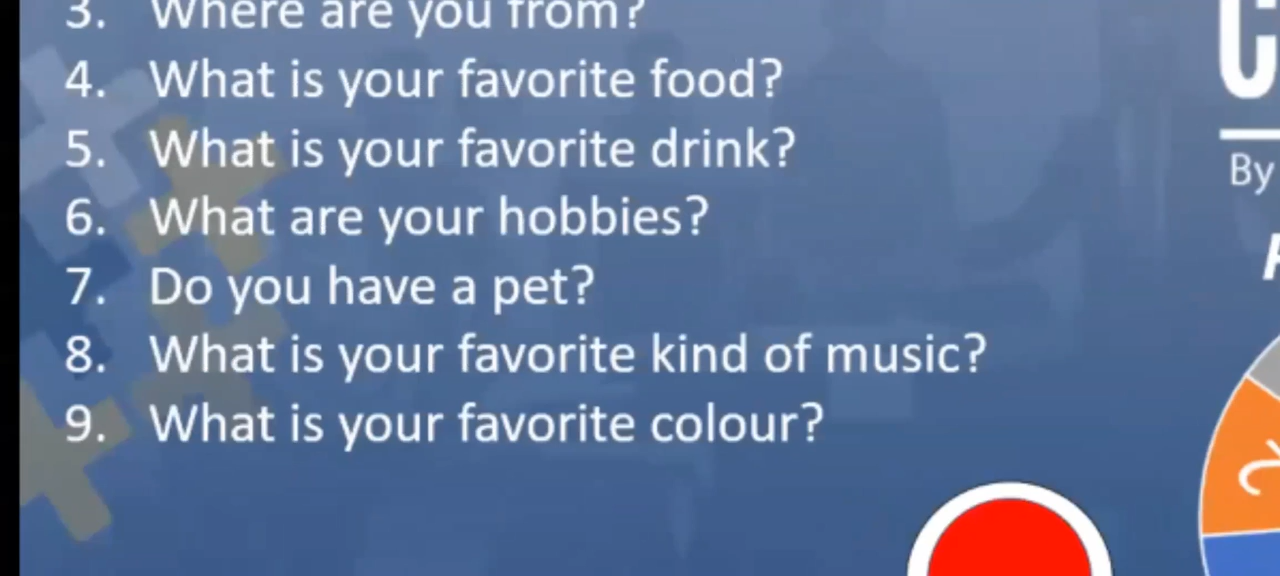 3. Where are you from?
4. What is your favorite food?
5. What is your favorite drink?
6. What are your hobbies?
7. Do you have a pet?
8. What is your favorite kind of music?
9. What is your favorite colour?
By
2